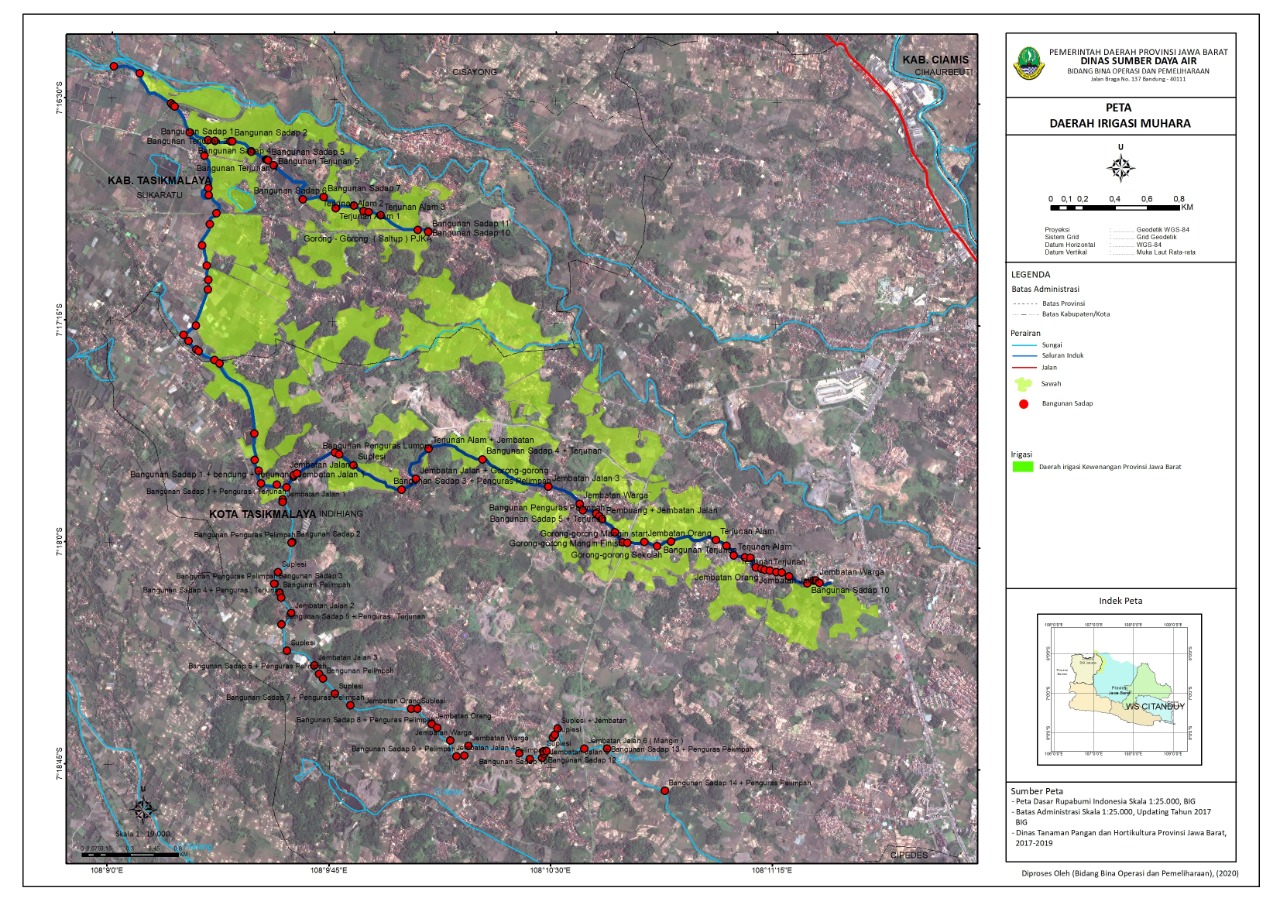 KAB. CIAMIS
CIHAURBEUTI
CISAYONG
7°16'30"S
Bangunan Sadap 1
Bangunan Sadap 2
Bangunan Sadap 5
Bangunan Terjunan 5
KAB. TASIKMALAYA
SUKARATU
Bangunan Sadap 7
Terjunan Alam 2
Terjunan Alam 3
Terjunan Alam 1
Bangunan Sadap 11
Bangunan Sadap 10
Gorong - Gorong ( Saltup ) PJKA
7°17'15"S
Bangunan Penguras Lumpur
Terjunan Alam + Jembatan
Suplesi
Bangunan Sadap 4 + Terjunan
Jembatan Jalan
Jembatan Jalan + Gorong-gorong
Bangunan Sadap 1 + bendung + Terjunan
Jembatan Jalan 1
Bangunan Sadap 3 + Penguras Pelimpah
Jembatan Jalan 3
Bangunan Sadap 1 + Penguras
Terjunan
Jembatan Jalan 1
Jembatan Warga
KOTA TASIKMALAYA
INDIHIANG
Bangunan Penguras Pelimpah
Pembuang + Jembatan Jalan
Bangunan Sadap 5 + Terjunan
Bangunan Penguras Pelimpah
Bangunan Sadap 2
Gorong-gorong Mangin start
Jembatan Orang
Terjunan Alam
7°18'0"S
Gorong-gorong Mangin Finish
Bangunan Terjunan
Terjunan Alam
Gorong-gorong Sekolah
Suplesi
Terjunan
Bangunan Penguras Pelimpah
Bangunan Sadap 3
Jembatan Orang
Jembatan Warga
Bangunan Pelimpah
Bangunan Sadap 4 + Penguras
Terjunan
Bangunan Sadap 10
Jembatan Jalan 2
Bangunan Sadap 5 + Penguras
Terjunan
Suplesi
Jembatan Jalan 3
Bangunan Sadap 6 + Penguras Pelimpah
Bangunan Pelimpah
Suplesi
Bangunan Sadap 7 + Penguras Pelimpah
Jembatan Orang
Suplesi
Bangunan Sadap 8 + Penguras Pelimpah
Jembatan Orang
Suplesi + Jembatan
Jembatan Warga
Suplesi
Jembatan Warga
Suplesi
Jembatan Jalan 6 ( Mangin )
Bangunan Sadap 9 + Pelimpah
Jembatan Jalan 4
Pelimpah
Jembatan Jalan
Bangunan Sadap 13 + Penguras Pelimpah
Bangunan Sadap 12
7°18'45"S
Bangunan Sadap 14 + Penguras Pelimpah
U
Skala 1 : 19.000
KM
CIPEDES
108°9'0"E
108°9'45"E
108°10'30"E
108°11'15"E
PEMERINTAH DAERAH PROVINSI JAWA BARAT
DINAS SUMBER DAYA AIR
BIDANG BINA OPERASI DAN PEMELIHARAAN
Jalan Braga No. 137 Bandung - 40111
PETA
DAERAH IRIGASI MUHARA
U
0 0,1 0,2 0,4 0,6 0,8
KM
Proyeksi : ............ Geodetik WGS-84
Sistem Grid : ............ Grid Geodetik
Datum Horizontal : ............ WGS-84
Datum Vertikal : ............ Muka Laut Rata-rata
LEGENDA
Batas Administrasi
Batas Provinsi
Batas Kabupaten/Kota
Perairan
Sungai
Saluran Induk
Jalan
Sawah
Bangunan Sadap
Irigasi
Daerah irigasi Kewenangan Provinsi Jawa Barat
Indek Peta
WS CITANDUY
Sumber Peta
- Peta Dasar Rupabumi Indonesia Skala 1:25.000, BIG
- Batas Administrasi Skala 1:25.000, Updating Tahun 2017
BIG
- Dinas Tanaman Pangan dan Hortikultura Provinsi Jawa Barat,
2017-2019
Diproses Oleh (Bidang Bina Operasi dan Pemeliharaan), (2020)